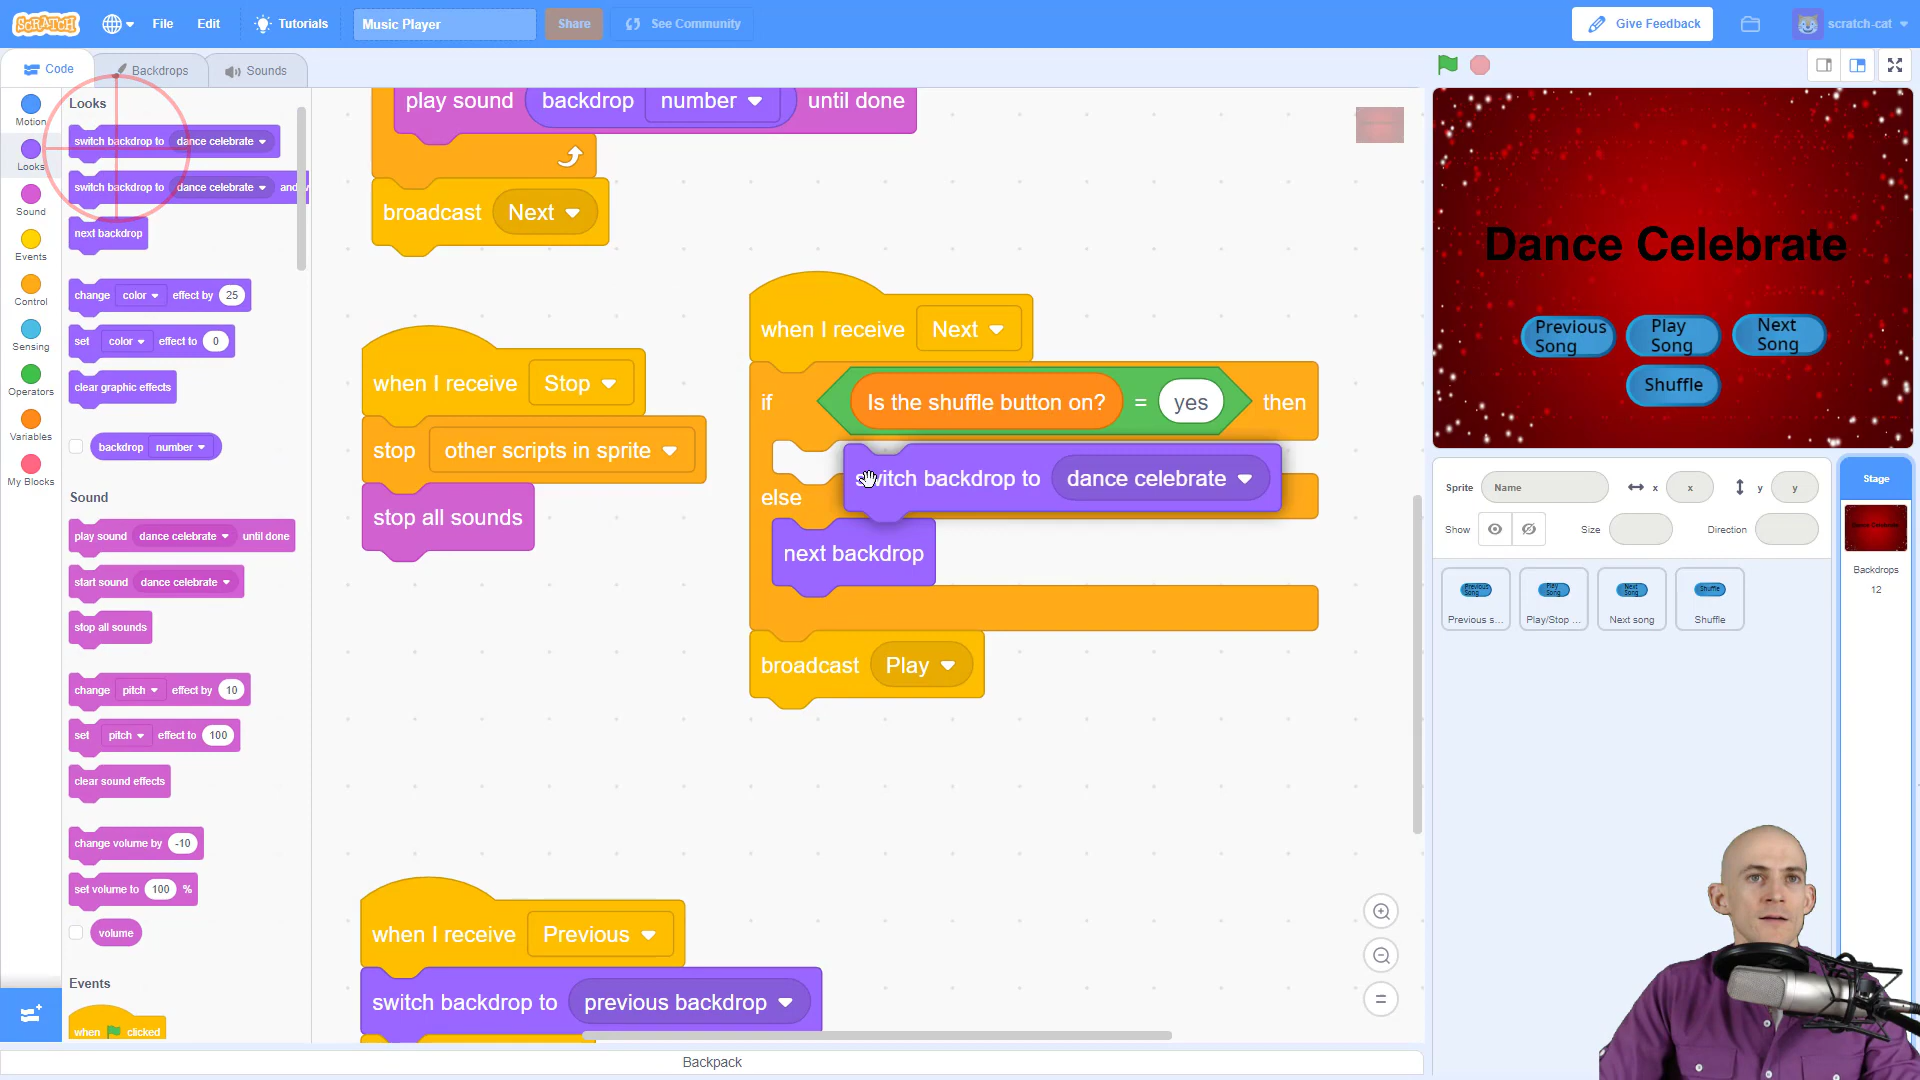 SCRATCH
File
Edit
Tutorials
Music Player
Share
See Community
Give Feedback
scratch-cat
Code
Backdrops
Sounds
Motion
Looks
Sound
Events
Control
Sensing
Operators
Variables
My Blocks
Looks
switch backdrop to dance celebrate
switch backdrop to dance celebrate and
next backdrop
change color effect by 25
set color effect to 0
clear graphic effects
backdrop number
Sound
play sound dance celebrate until done
start sound dance celebrate
stop all sounds
change pitch effect by 10
set pitch effect to 100
clear sound effects
change volume by -10
set volume to 100 %
volume
Events
when clicked
play sound backdrop number until done
broadcast Next
when I receive Stop
stop other scripts in sprite
stop all sounds
when I receive Next
if Is the shuffle button on? = yes then
switch backdrop to dance celebrate
else
next backdrop
broadcast Play
when I receive Previous
switch backdrop to previous backdrop
Backpack
Dance Celebrate
Previous Song
Play Song
Next Song
Shuffle
Sprite Name x x y y
Show Size Direction
Previous Song
Play Song
Next Song
Shuffle
Previous s...
Play/Stop ...
Next song
Shuffle
Stage
Backdrops
12